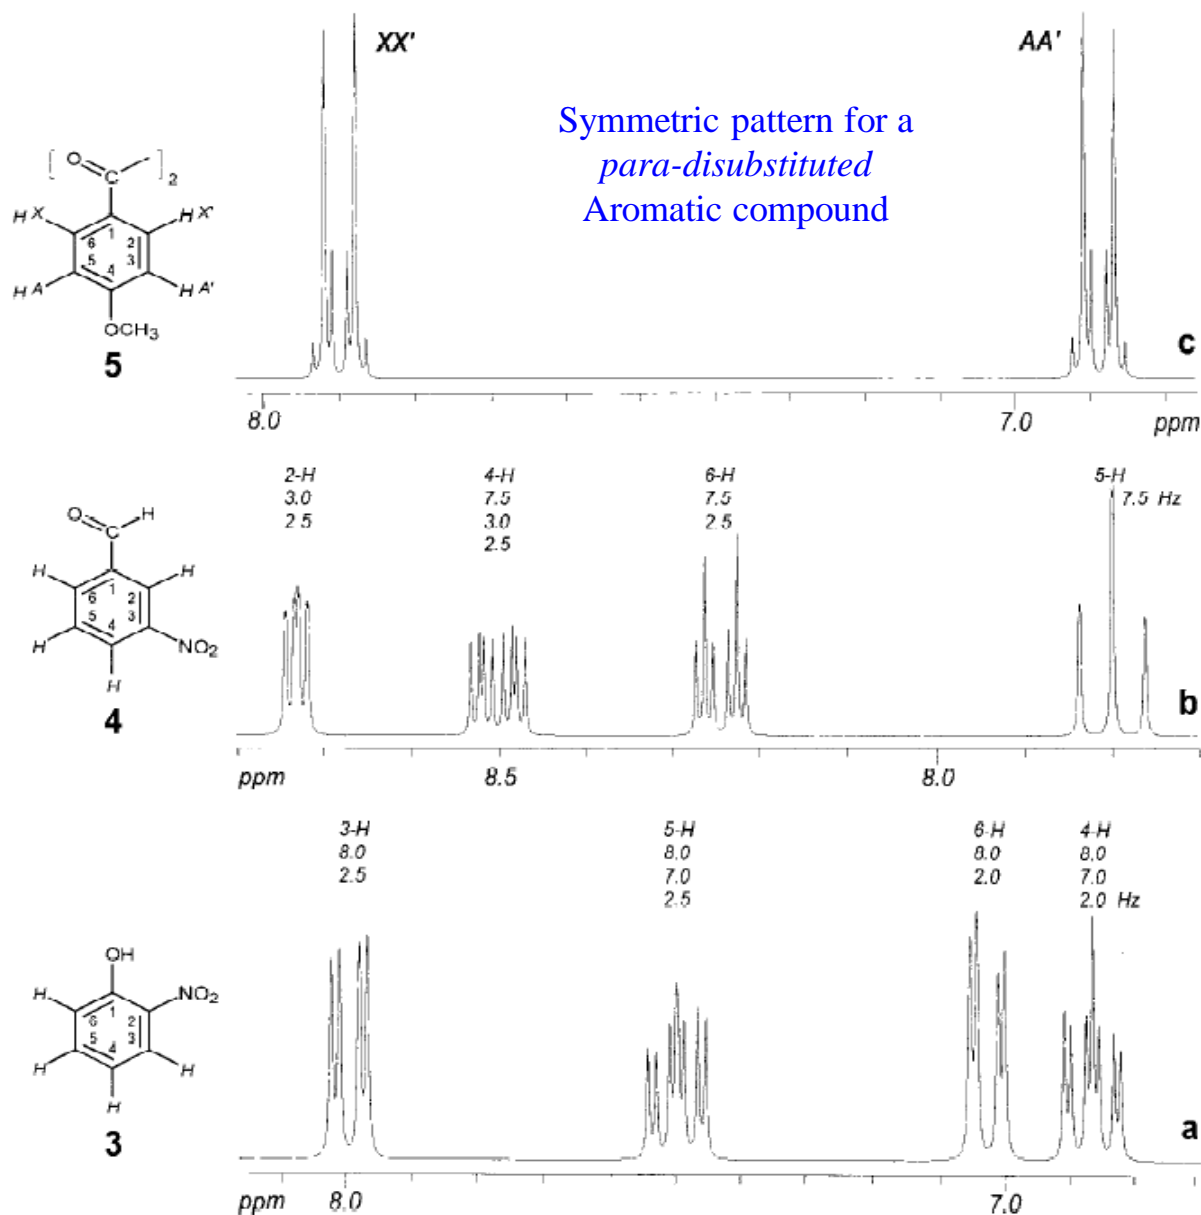 XX'
AA'
Symmetric pattern for a
para-disubstituted
Aromatic compound
O
C
2
H X
H X'
1
6
2
5
3
4
H A
H A'
OCH3
5
c
8.0
7.0
ppm
2-H
3.0
2.5
4-H
7.5
3.0
2.5
6-H
7.5
2.5
5-H
7.5 Hz
O
H
C
H
H
1
6
2
5
3
4
H
NO2
H
4
b
ppm
8.5
8.0
3-H
8.0
2.5
5-H
8.0
7.0
2.5
6-H
8.0
2.0
4-H
8.0
7.0
2.0 Hz
OH
H
NO2
1
6
2
5
3
4
H
H
H
3
a
ppm
8.0
7.0